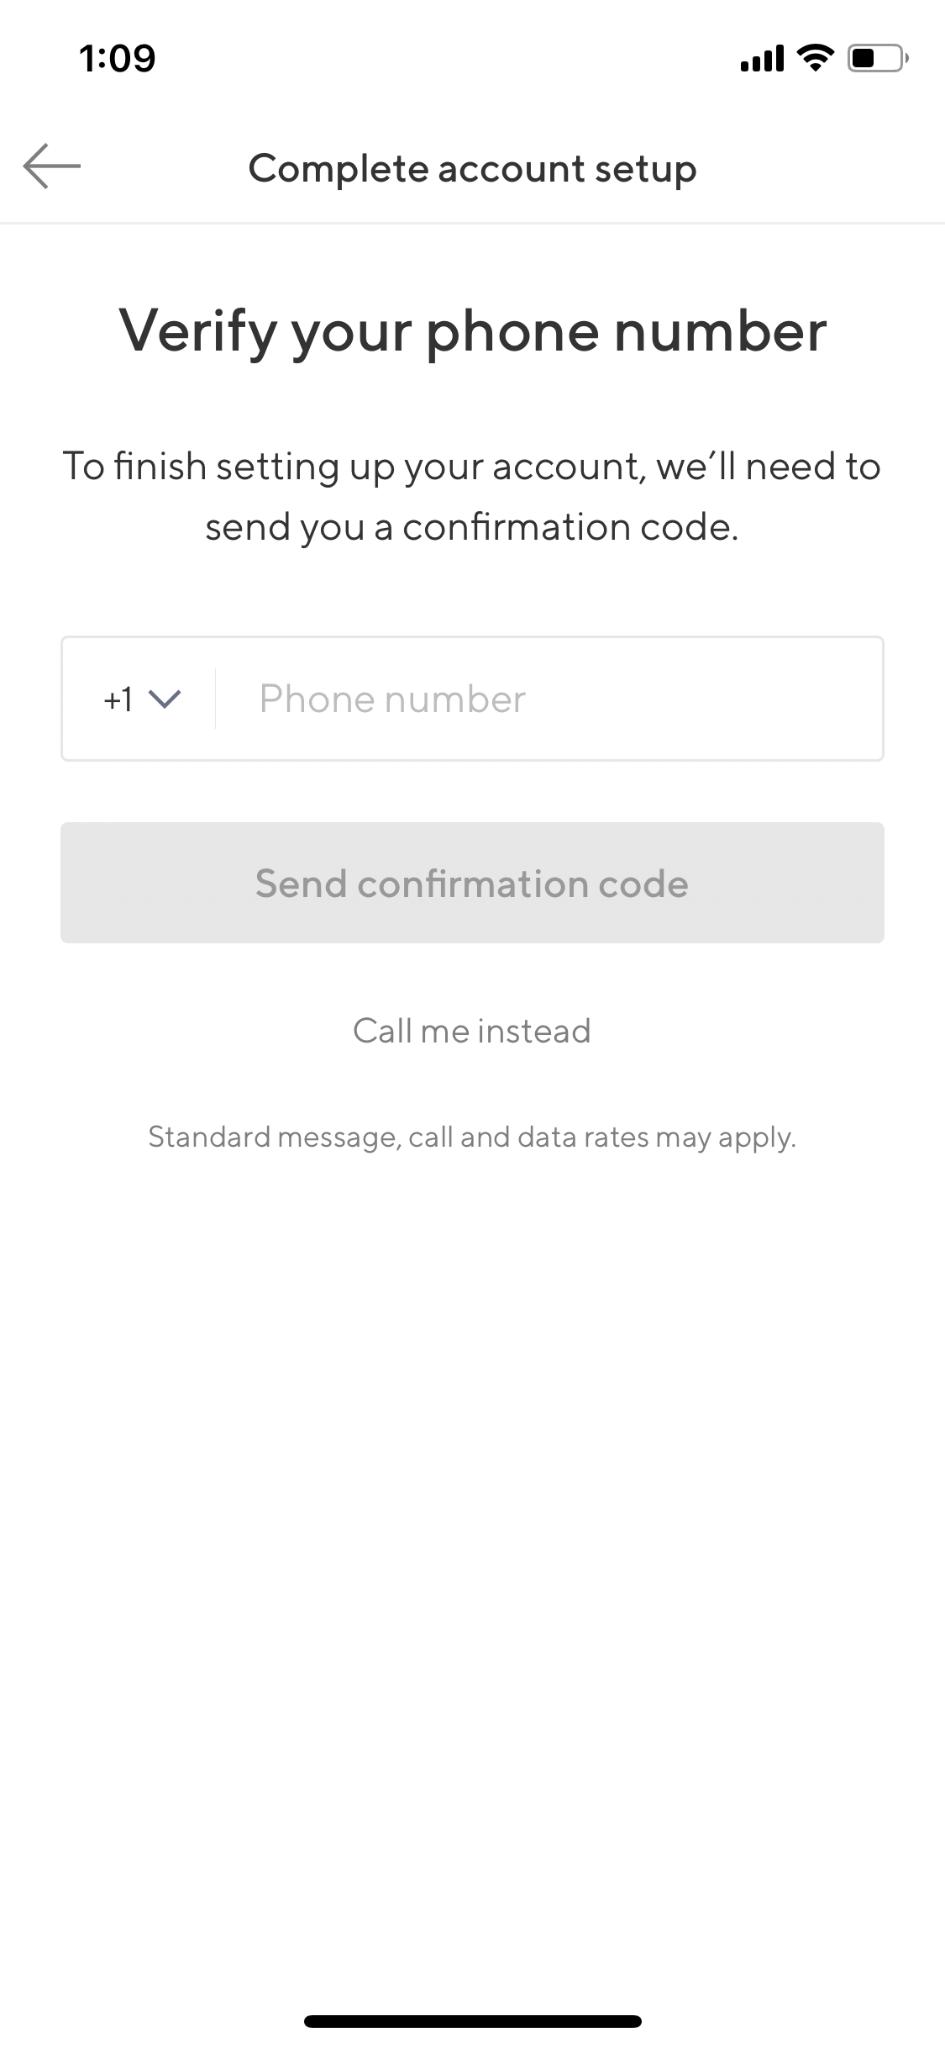 1:09
Complete account setup
Verify your phone number
To finish setting up your account, we’ll need to
send you a confirmation code.
+1 Phone number
Send confirmation code
Call me instead
Standard message, call and data rates may apply.